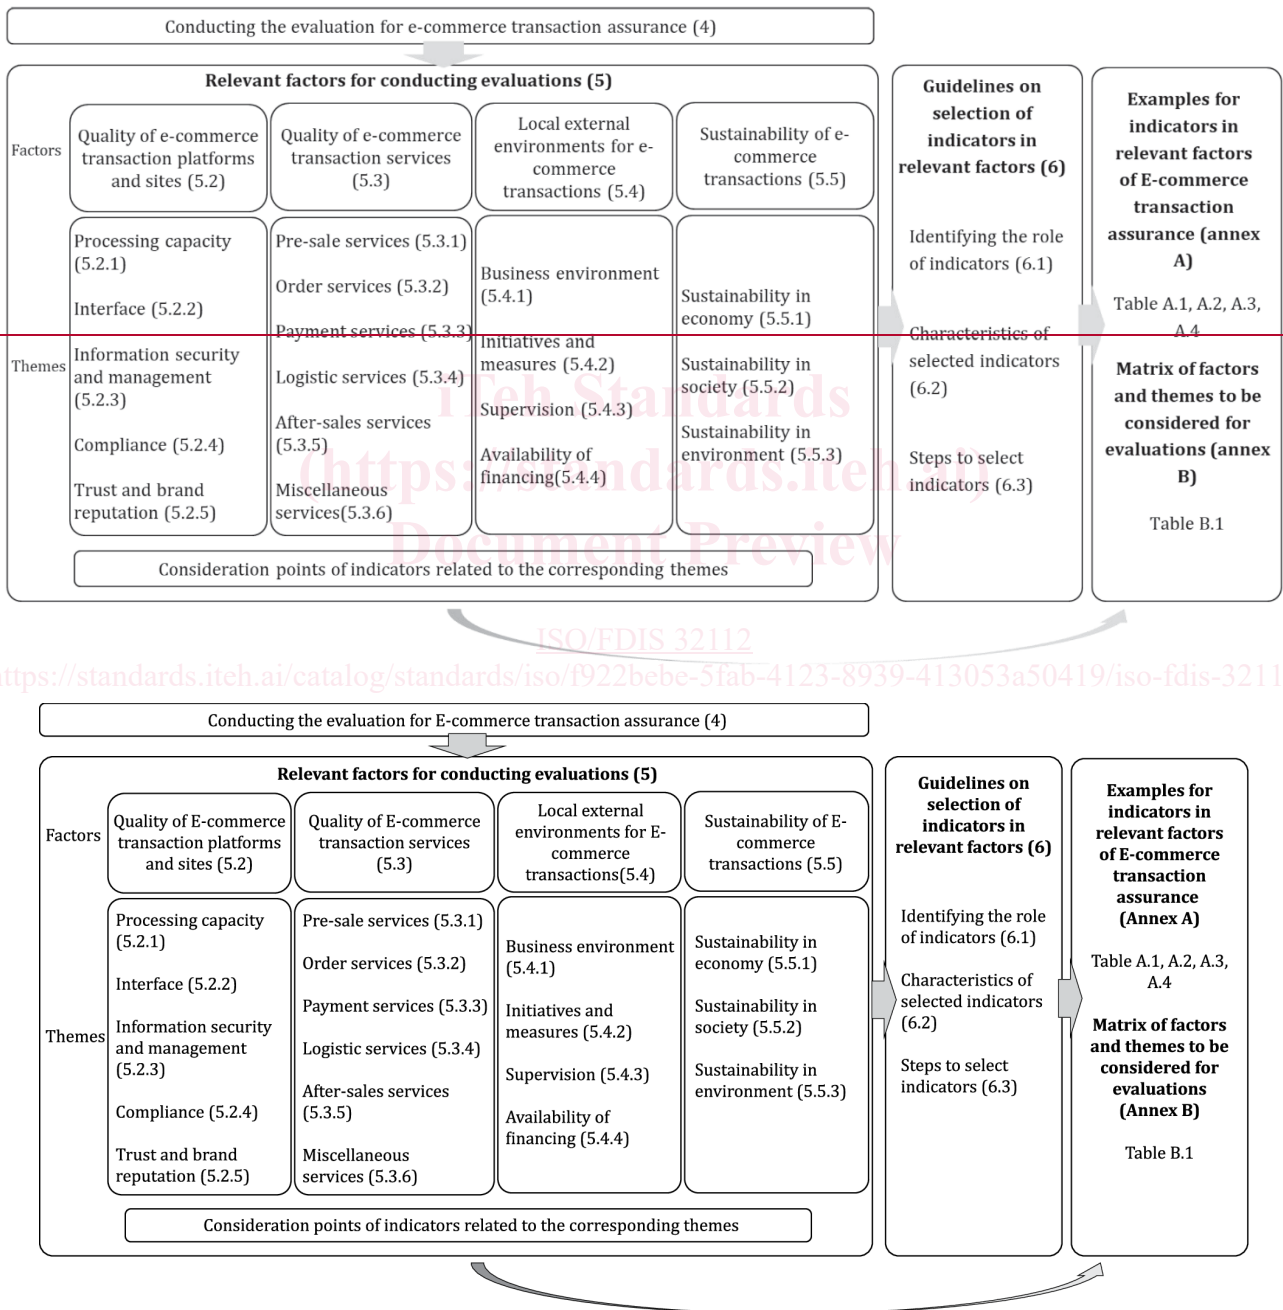 Conducting the evaluation for e-commerce transaction assurance (4)
Relevant factors for conducting evaluations (5)
Factors
Quality of e-commerce
transaction platforms
and sites (5.2)
Quality of e-commerce
transaction services
(5.3)
Local external
environments for e-
commerce
transactions (5.4)
Sustainability of e-
commerce
transactions (5.5)
Themes
Processing capacity
(5.2.1)
Interface (5.2.2)
Information security
and management
(5.2.3)
Compliance (5.2.4)
Trust and brand
reputation (5.2.5)
Pre-sale services (5.3.1)
Order services (5.3.2)
Payment services (5.3.3)
Logistic services (5.3.4)
After-sales services
(5.3.5)
Miscellaneous
services(5.3.6)
Business environment
(5.4.1)
Initiatives and
measures (5.4.2)
Supervision (5.4.3)
Availability of
financing(5.4.4)
Sustainability in
economy (5.5.1)
Sustainability in
society (5.5.2)
Sustainability in
environment (5.5.3)
Consideration points of indicators related to the corresponding themes
Guidelines on
selection of
indicators in
relevant factors (6)
Identifying the role
of indicators (6.1)
Characteristics of
selected indicators
(6.2)
Steps to select
indicators (6.3)
Examples for
indicators in
relevant factors
of E-commerce
transaction
assurance (annex
A)
Table A.1, A.2, A.3,
A.4
Matrix of factors
and themes to be
considered for
evaluations (annex
B)
Table B.1
iTeh Standards
(https://standards.iteh.ai)
Document Preview
ISO/FDIS 32112
https://standards.iteh.ai/catalog/standards/iso/f922bebe-5fab-4123-8939-413053a50419/iso-fdis-3211
Conducting the evaluation for E-commerce transaction assurance (4)
Relevant factors for conducting evaluations (5)
Factors
Quality of E-commerce
transaction platforms
and sites (5.2)
Quality of E-commerce
transaction services
(5.3)
Local external
environments for E-
commerce
transactions(5.4)
Sustainability of E-
commerce
transactions (5.5)
Themes
Processing capacity
(5.2.1)
Interface (5.2.2)
Information security
and management
(5.2.3)
Compliance (5.2.4)
Trust and brand
reputation (5.2.5)
Pre-sale services (5.3.1)
Order services (5.3.2)
Payment services (5.3.3)
Logistic services (5.3.4)
After-sales services
(5.3.5)
Miscellaneous
services (5.3.6)
Business environment
(5.4.1)
Initiatives and
measures (5.4.2)
Supervision (5.4.3)
Availability of
financing (5.4.4)
Sustainability in
economy (5.5.1)
Sustainability in
society (5.5.2)
Sustainability in
environment (5.5.3)
Consideration points of indicators related to the corresponding themes
Guidelines on
selection of
indicators in
relevant factors (6)
Identifying the role
of indicators (6.1)
Characteristics of
selected indicators
(6.2)
Steps to select
indicators (6.3)
Examples for
indicators in
relevant factors
of E-commerce
transaction
assurance
(Annex A)
Table A.1, A.2, A.3,
A.4
Matrix of factors
and themes to be
considered for
evaluations
(Annex B)
Table B.1